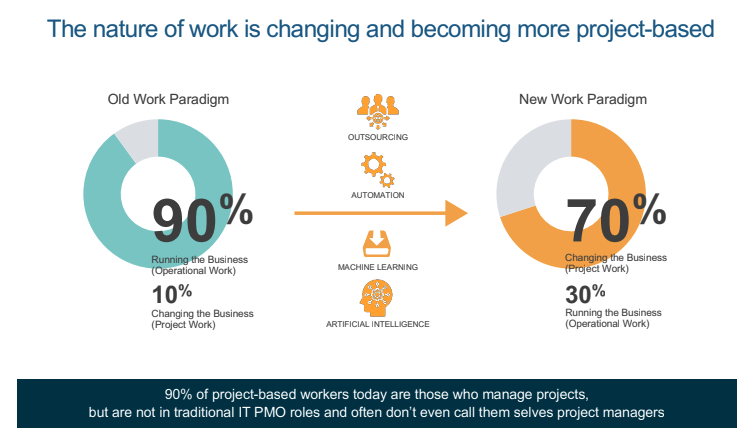 The nature of work is changing and becoming more project-based
Old Work Paradigm
90%
Running the Business
(Operational Work)
10%
Changing the Business
(Project Work)
OUTSOURCING
AUTOMATION
MACHINE LEARNING
ARTIFICIAL INTELLIGENCE
New Work Paradigm
70%
Changing the Business
(Project Work)
30%
Running the Business
(Operational Work)
90% of project-based workers today are those who manage projects,
but are not in traditional IT PMO roles and often don't even call them selves project managers